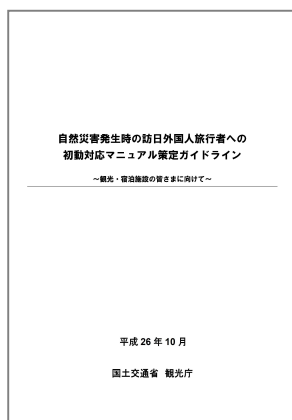 自然災害発生時の訪日外国人旅行者への
初動対応マニュアル策定ガイドライン
～観光・宿泊施設の皆さまに向けて～
平成 26 年 10 月
国土交通省 観光庁